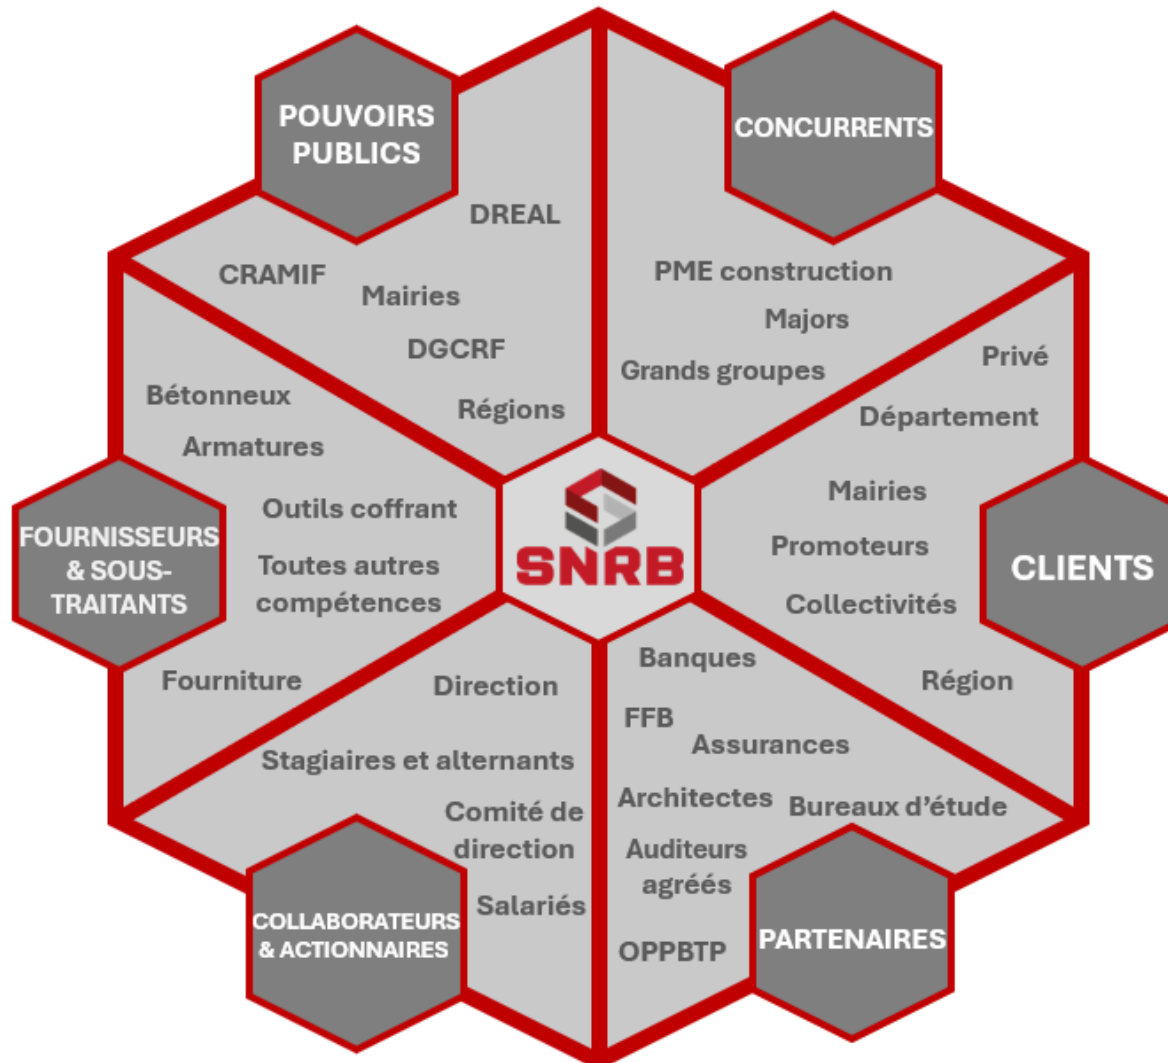 POUVOIRS
PUBLICS
DREAL
CRAMIF
Mairies
DGCRF
Régions
CONCURRENTS
PME construction
Majors
Grands groupes
Privé
Département
Mairies
Promoteurs
Collectivités
Région
CLIENTS
Bétonneux
Armatures
Outils coffrant
Toutes autres
compétences
Fourniture
FOURNISSEURS
& SOUS-
TRAITANTS
SNRB
Direction
Stagiaires et alternants
Comité de
direction
Salariés
COLLABORATEURS
& ACTIONNAIRES
Banques
FFB
Assurances
Architectes
Bureaux d’étude
Auditeurs
agréés
OPPBTP
PARTENAIRES